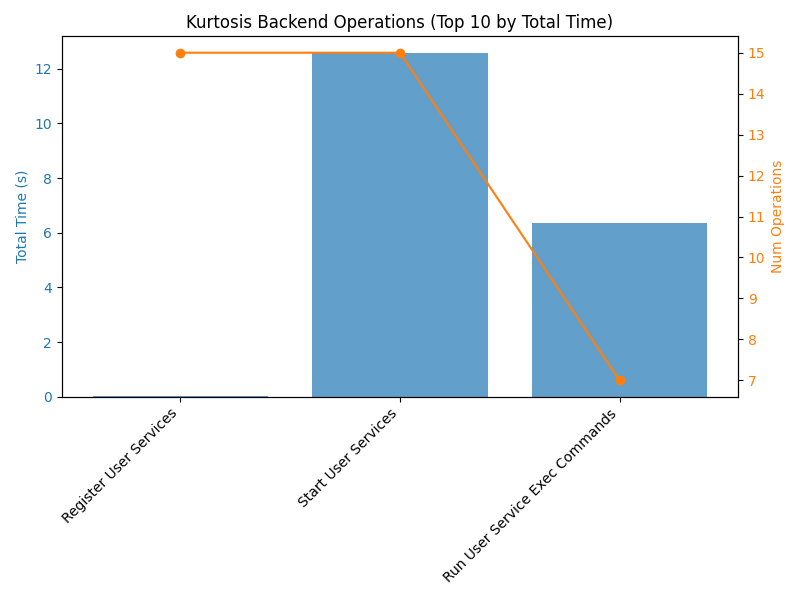 Kurtosis Backend Operations (Top 10 by Total Time)
Total Time (s)
12
10
8
6
4
2
0
15
14
13
12
11
10
9
8
7
Num Operations
Register User Services
Start User Services
Run User Service Exec Commands